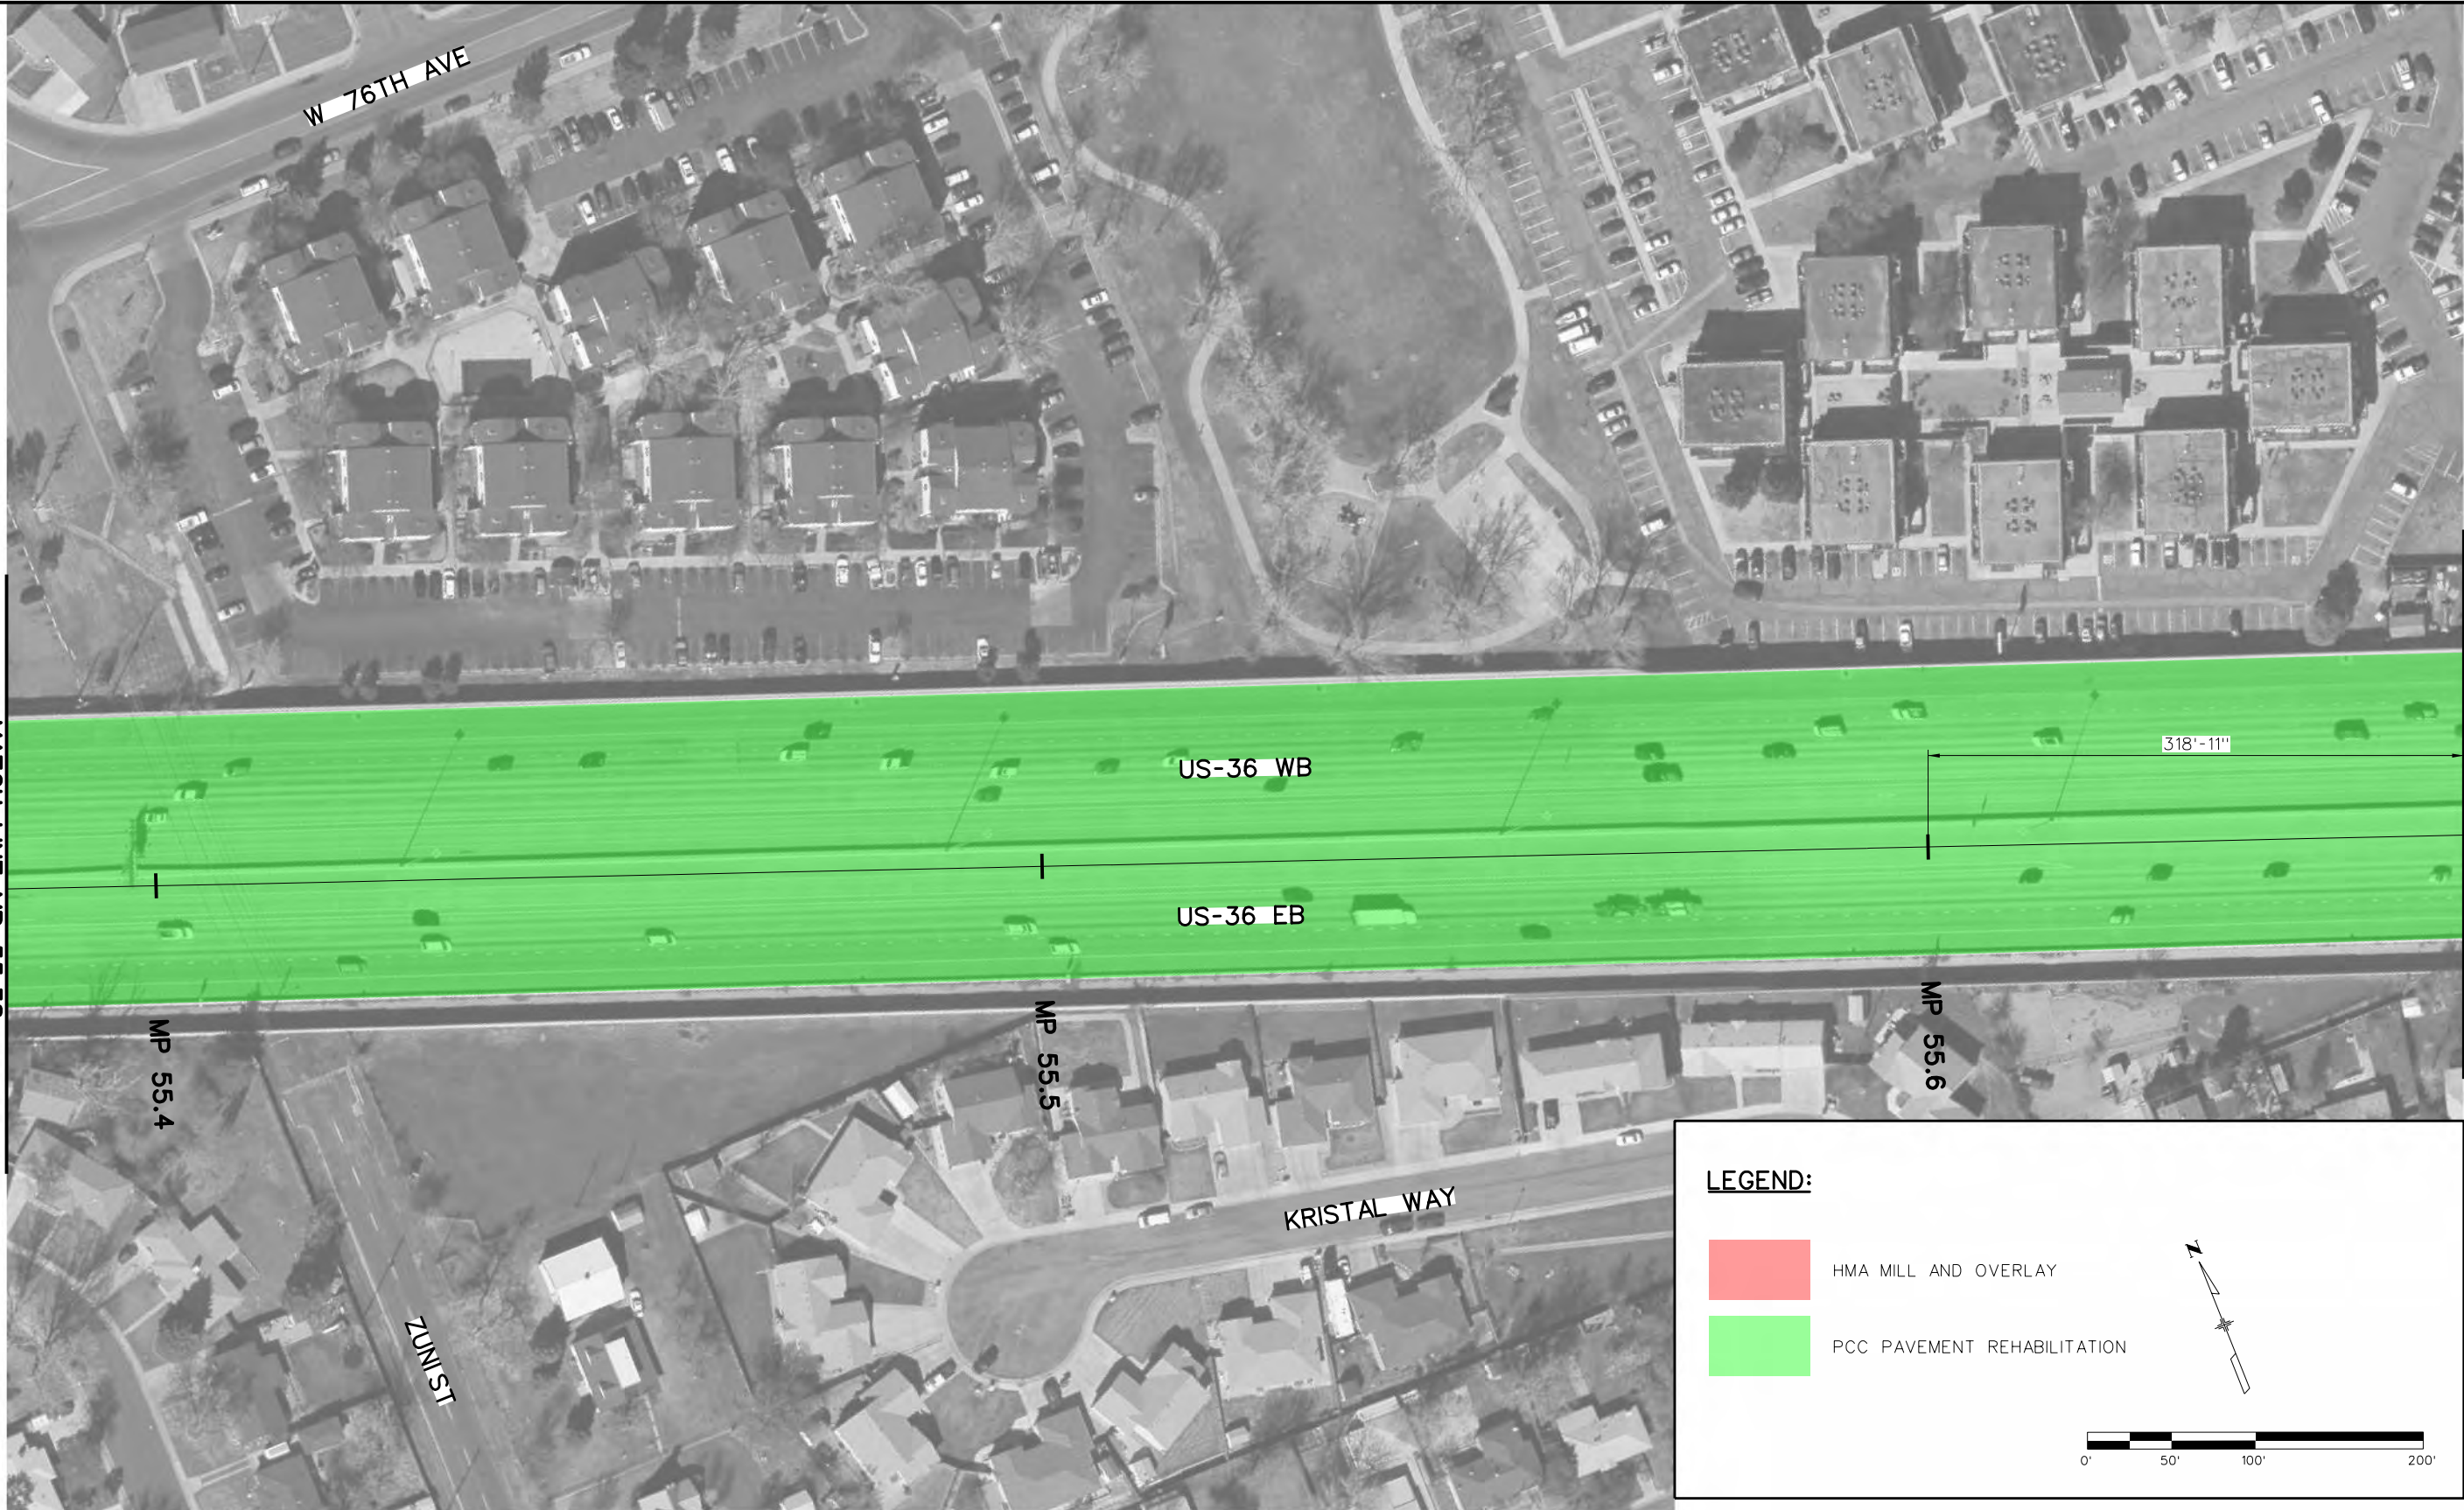 W 76TH AVE
318'-11"
US-36 WB
US-36 EB
MP 55.4
MP 55.5
MP 55.6
KRISTAL WAY
ZUNI ST
LEGEND:
HMA MILL AND OVERLAY
PCC PAVEMENT REHABILITATION
N
0' 50' 100' 200'